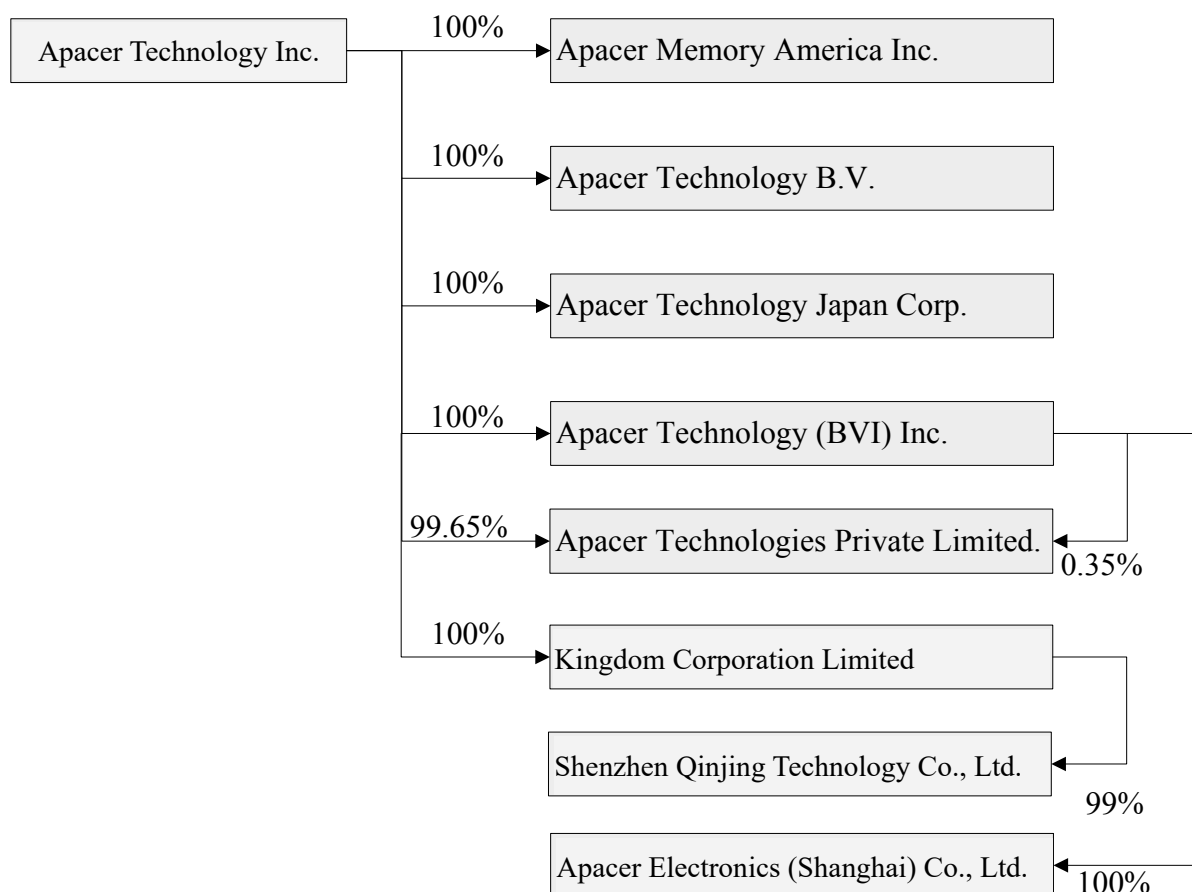 Apacer Technology Inc.
100%
Apacer Memory America Inc.
100%
Apacer Technology B.V.
100%
Apacer Technology Japan Corp.
100%
Apacer Technology (BVI) Inc.
99.65%
Apacer Technologies Private Limited.
0.35%
100%
Kingdom Corporation Limited
Shenzhen Qinjing Technology Co., Ltd.
99%
Apacer Electronics (Shanghai) Co., Ltd.
100%